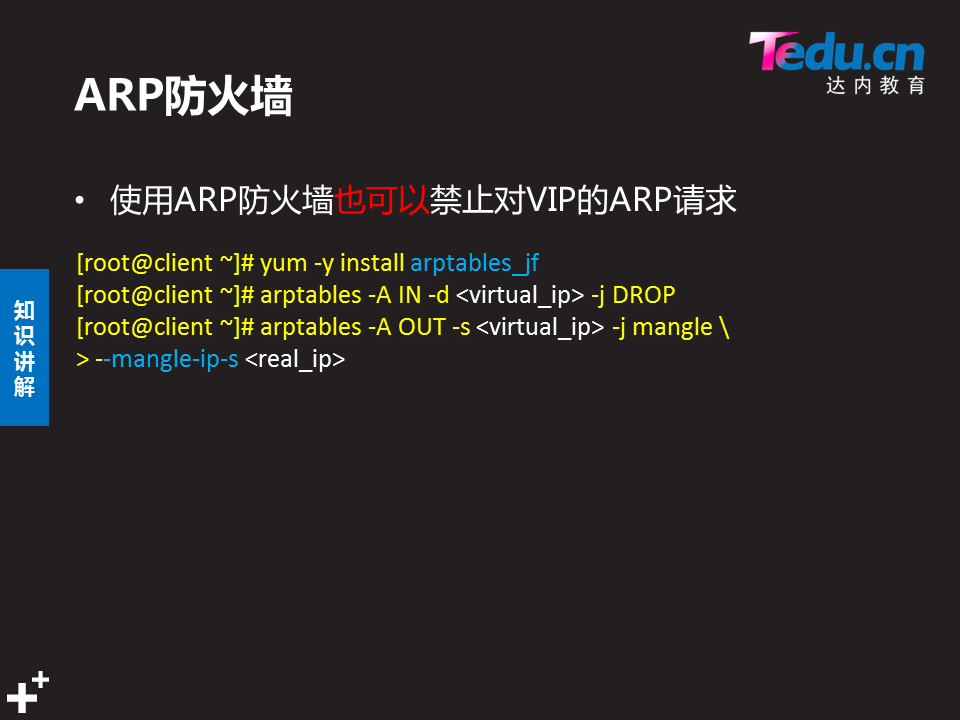 Tedu.cn
达内教育
ARP防火墙
• 使用ARP防火墙也可以禁止对VIP的ARP请求
[root@client ~]# yum -y install arptables_jf
[root@client ~]# arptables -A IN -d <virtual_ip> -j DROP
[root@client ~]# arptables -A OUT -s <virtual_ip> -j mangle \
> --mangle-ip-s <real_ip>
知
识
讲
解